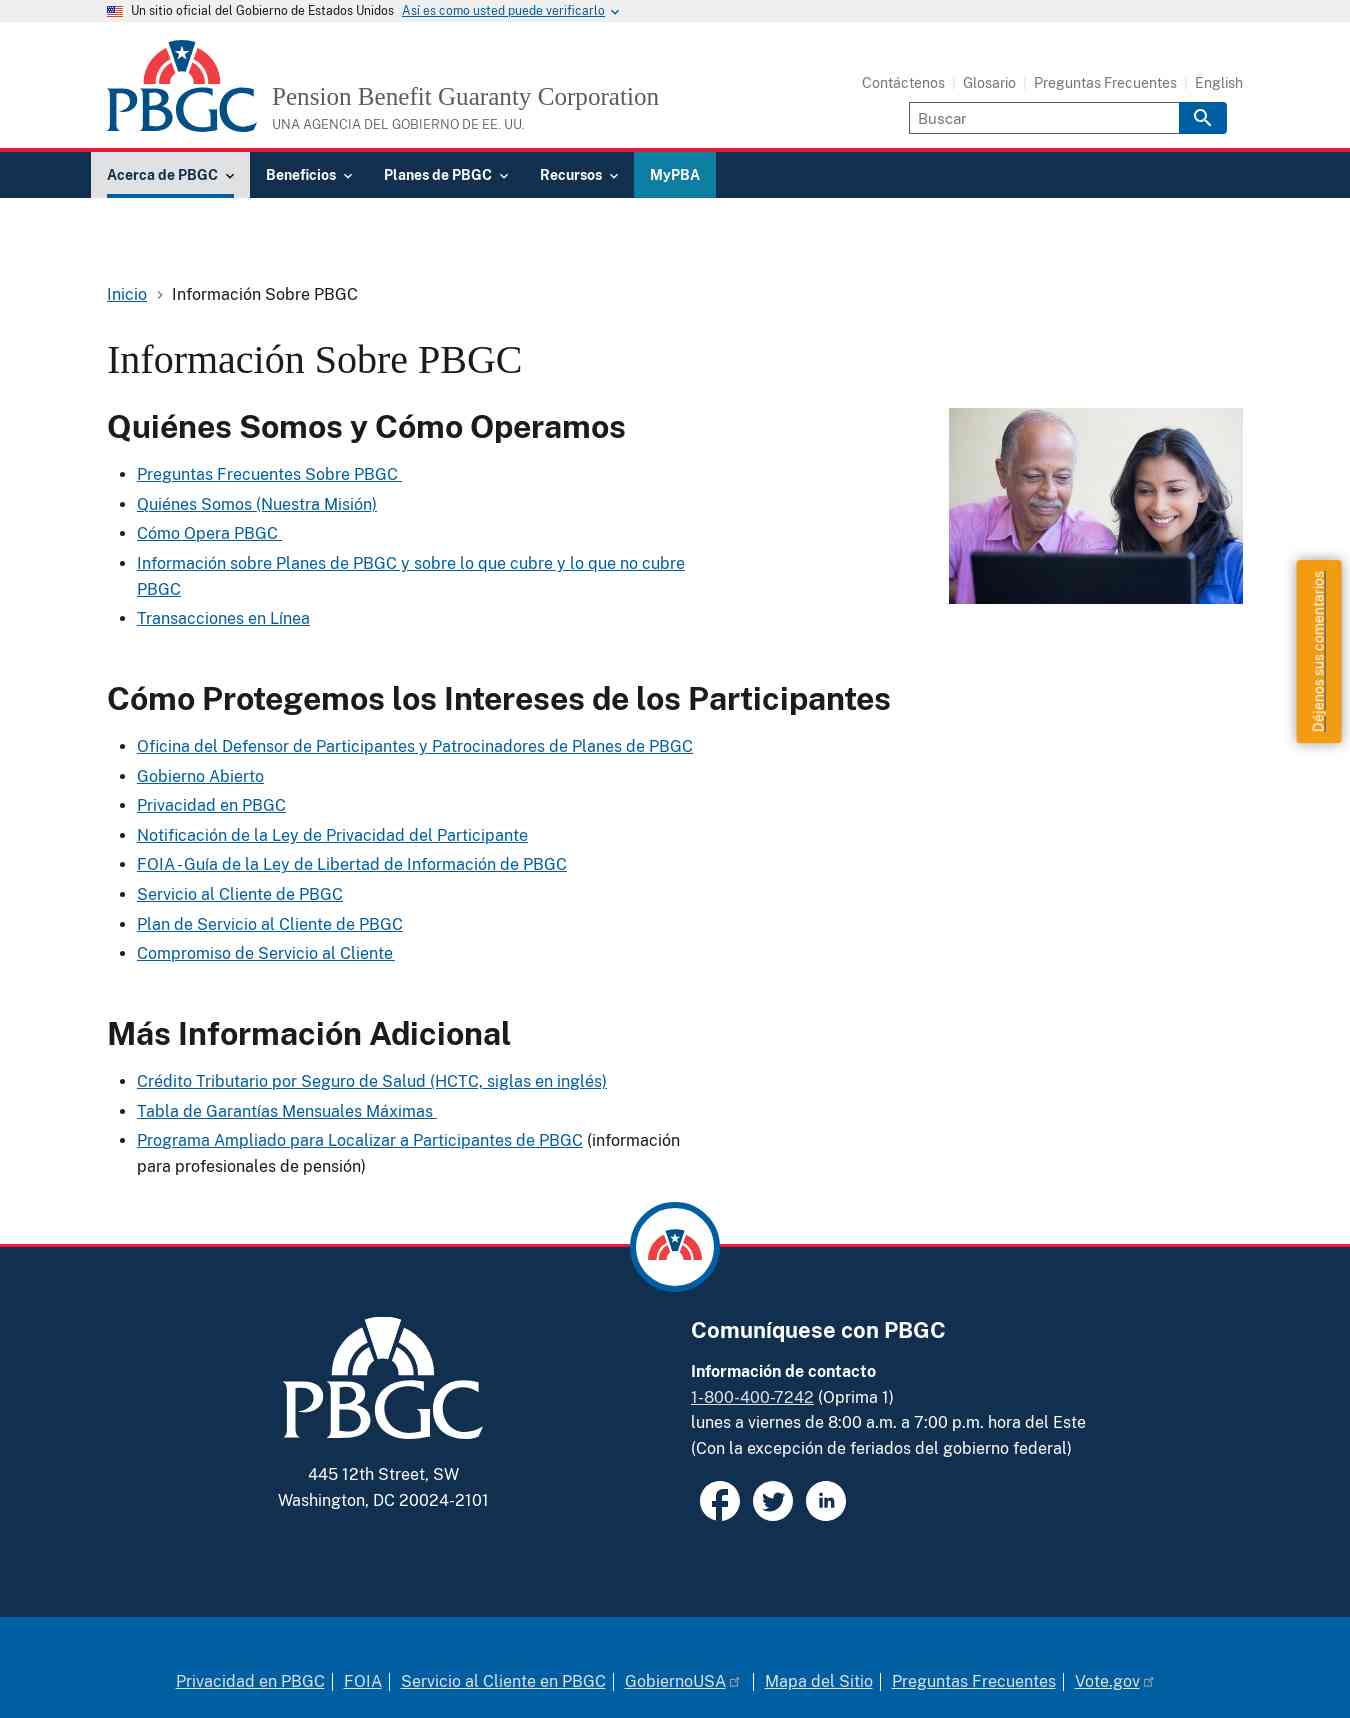 Un sitio oficial del Gobierno de Estados Unidos Así es como usted puede verificarlo
PBGC
Pension Benefit Guaranty Corporation
UNA AGENCIA DEL GOBIERNO DE EE. UU.
Contáctenos Glosario Preguntas Frecuentes English
Buscar
Acerca de PBGC Beneficios Planes de PBGC Recursos MyPBA
Inicio Información Sobre PBGC
Información Sobre PBGC
Quiénes Somos y Cómo Operamos
Preguntas Frecuentes Sobre PBGC
Quiénes Somos (Nuestra Misión)
Cómo Opera PBGC
Información sobre Planes de PBGC y sobre lo que cubre y lo que no cubre
PBGC
Transacciones en Línea
Déjenos sus comentarios
Cómo Protegemos los Intereses de los Participantes
Oficina del Defensor de Participantes y Patrocinadores de Planes de PBGC
Gobierno Abierto
Privacidad en PBGC
Notificación de la Ley de Privacidad del Participante
FOIA - Guía de la Ley de Libertad de Información de PBGC
Servicio al Cliente de PBGC
Plan de Servicio al Cliente de PBGC
Compromiso de Servicio al Cliente
Más Información Adicional
Crédito Tributario por Seguro de Salud (HCTC, siglas en inglés)
Tabla de Garantías Mensuales Máximas
Programa Ampliado para Localizar a Participantes de PBGC (información
para profesionales de pensión)
PBGC
445 12th Street, SW
Washington, DC 20024-2101
Comuníquese con PBGC
Información de contacto
1-800-400-7242 (Oprima 1)
lunes a viernes de 8:00 a.m. a 7:00 p.m. hora del Este
(Con la excepción de feriados del gobierno federal)
in
Privacidad en PBGC FOIA Servicio al Cliente en PBGC GobiernoUSA Mapa del Sitio Preguntas Frecuentes Vote.gov